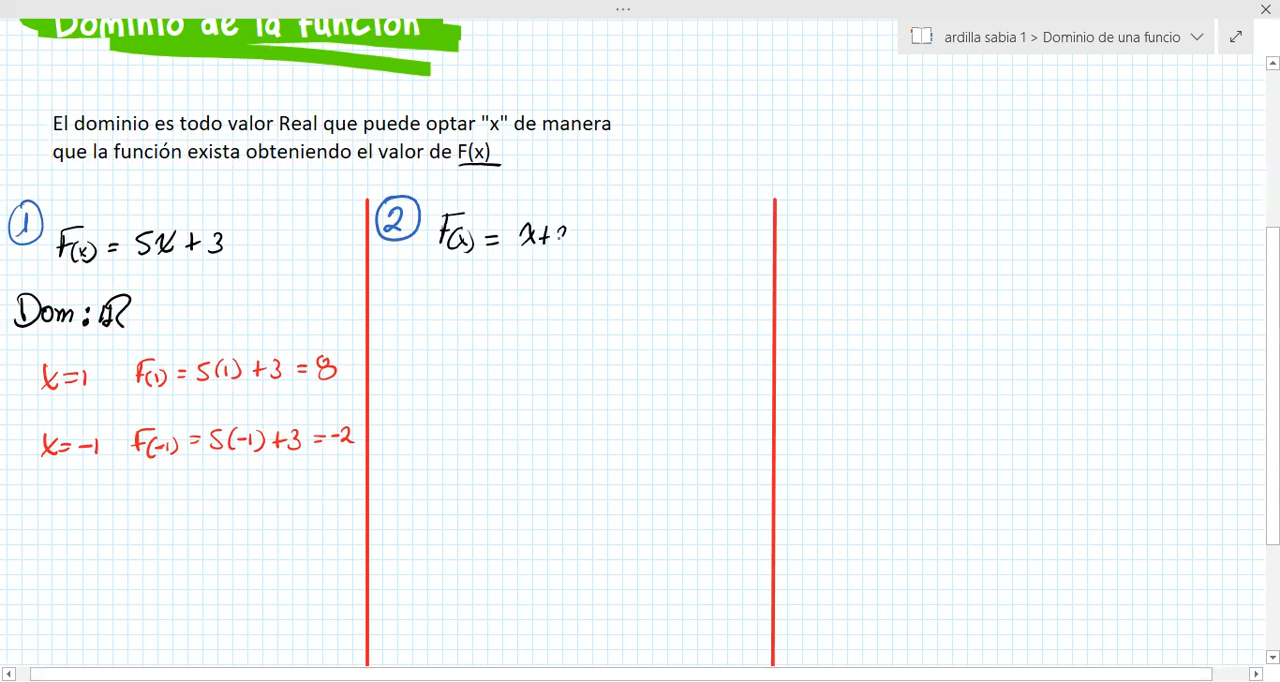 Dominio de la función
ardilla sabia 1 > Dominio de una funcio
El dominio es todo valor Real que puede optar "x" de manera
que la función exista obteniendo el valor de F(x)
1
F(x) = 5x + 3
Dom: ℝ
x=1 F(1) = 5(1) + 3 = 8
x=-1 F(-1) = 5(-1) + 3 = -2
2
F(x) = x+